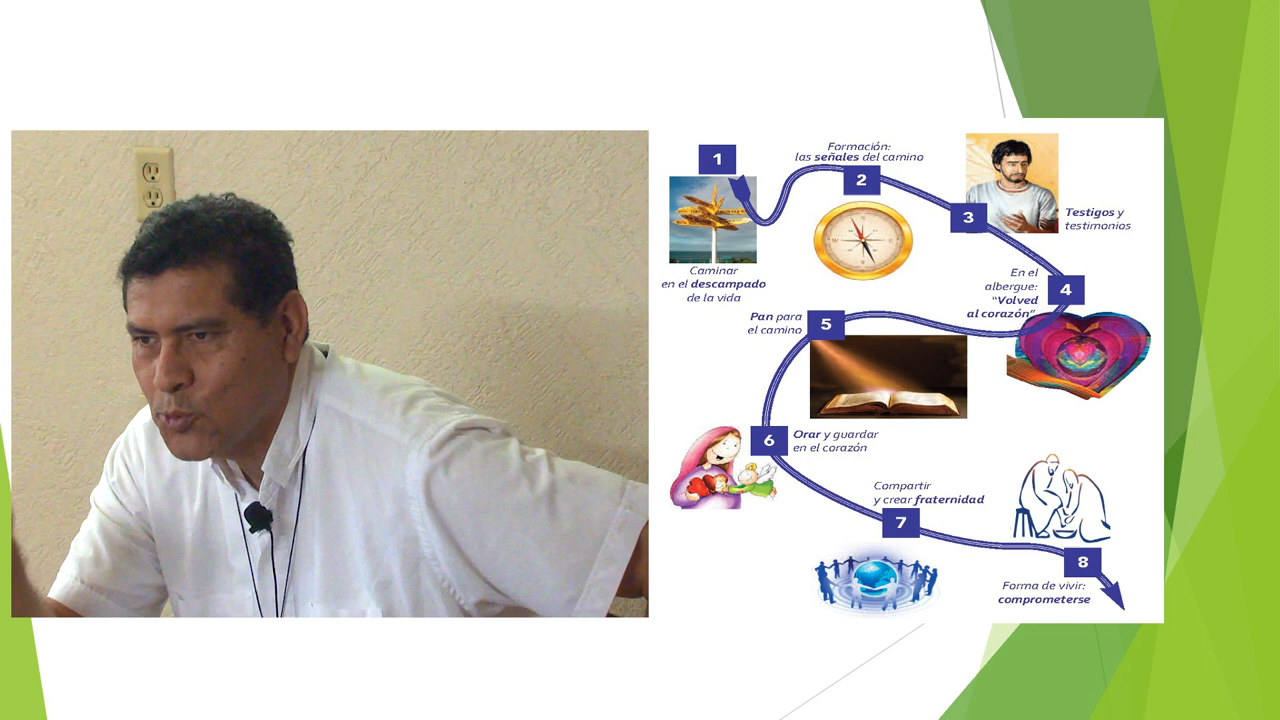 1
Caminar
en el descampado
de la vida
Formación:
las señales del camino
2
3
Testigos y
testimonios
En el
albergue:
"Volved
al corazón"
4
Pan para
el camino
5
6
Orar y guardar
en el corazón
Compartir
y crear fraternidad
7
8
Forma de vivir:
comprometerse